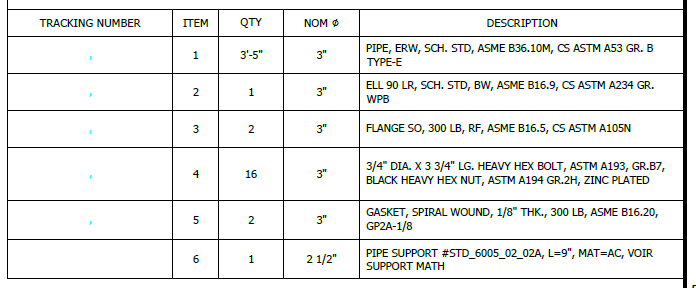 TRACKING NUMBER ITEM QTY NOM ϕ DESCRIPTION
, 1 3'-5" 3" PIPE, ERW, SCH. STD, ASME B36.10M, CS ASTM A53 GR. B
TYPE-E
, 2 1 3" ELL 90 LR, SCH. STD, BW, ASME B16.9, CS ASTM A234 GR.
WPB
, 3 2 3" FLANGE SO, 300 LB, RF, ASME B16.5, CS ASTM A105N
, 4 16 3" 3/4" DIA. X 3 3/4" LG. HEAVY HEX BOLT, ASTM A193, GR.B7,
BLACK HEAVY HEX NUT, ASTM A194 GR.2H, ZINC PLATED
, 5 2 3" GASKET, SPIRAL WOUND, 1/8" THK., 300 LB, ASME B16.20,
GP2A-1/8
6 1 2 1/2" PIPE SUPPORT #STD_6005_02_02A, L=9", MAT=AC, VOIR
SUPPORT MATH